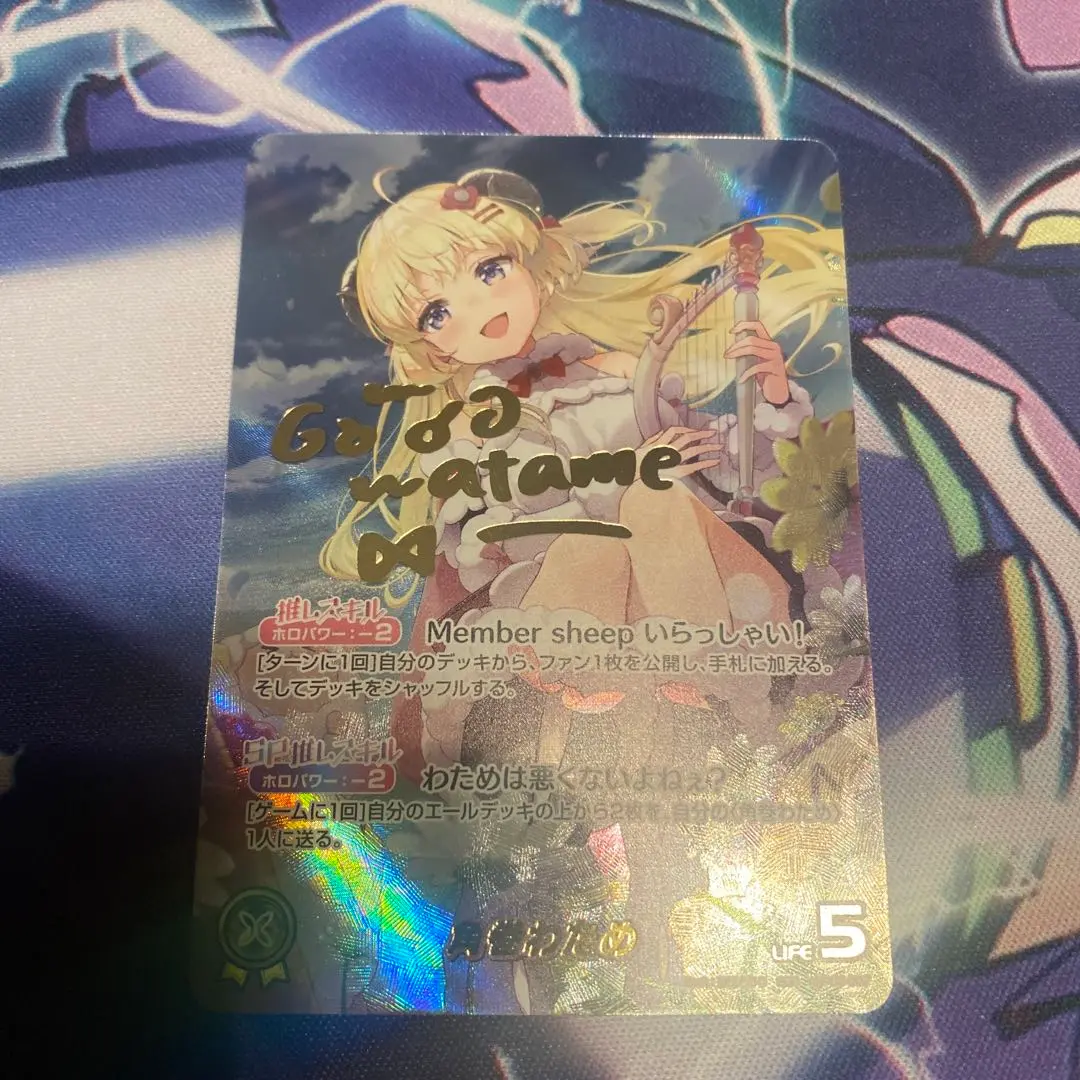 watame
推しスキル
ホロパワー:-2
Member sheep いらっしゃい!
[ターンに1回]自分のデッキから、ファン1枚を公開し、手札に加える。
そしてデッキをシャッフルする。
SP推しスキル
ホロパワー:-2
わためは悪くないよねぇ?
[ゲームに1回]自分のエールデッキの上から2枚を、自分の〈角巻わため〉
1人に送る。
角巻わため
LIFE 5